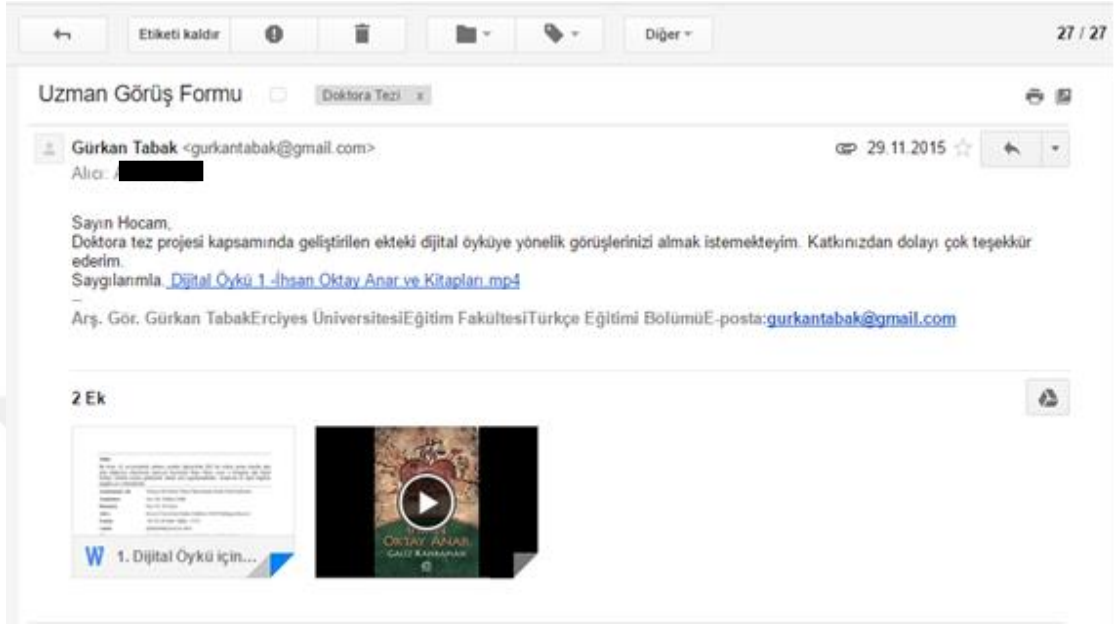 Etiketi kaldır
Diğer
27 / 27
Uzman Görüş Formu
Doktora Tezi x
Gürkan Tabak <gurkantabak@gmail.com>
29.11.2015
Alıcı:
Sayın Hocam,
Doktora tez projesi kapsamında geliştirilen ekteki dijital öyküye yönelik görüşlerinizi almak istemekteyim. Katkınızdan dolayı çok teşekkür
ederim.
Saygılarımla. Dijital Öykü 1 -İhsan Oktay Anar ve Kitapları.mp4
--
Arş. Gör. Gürkan TabakErciyes ÜniversitesiEğitim FakültesiTürkçe Eğitimi BölümüE-posta:gurkantabak@gmail.com
2 Ek
OKTAY ANAR
GALİZ KAHRAMAN
W 1. Dijital Öykü için...